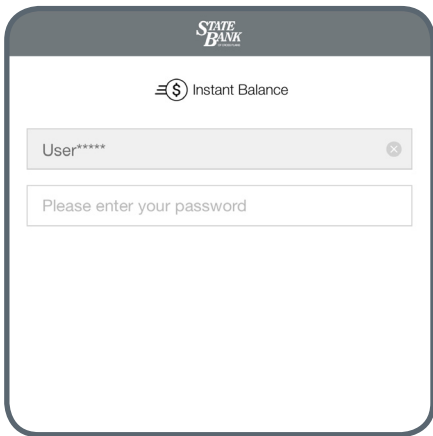 STATE
BANK
Instant Balance
User*****
Please enter your password